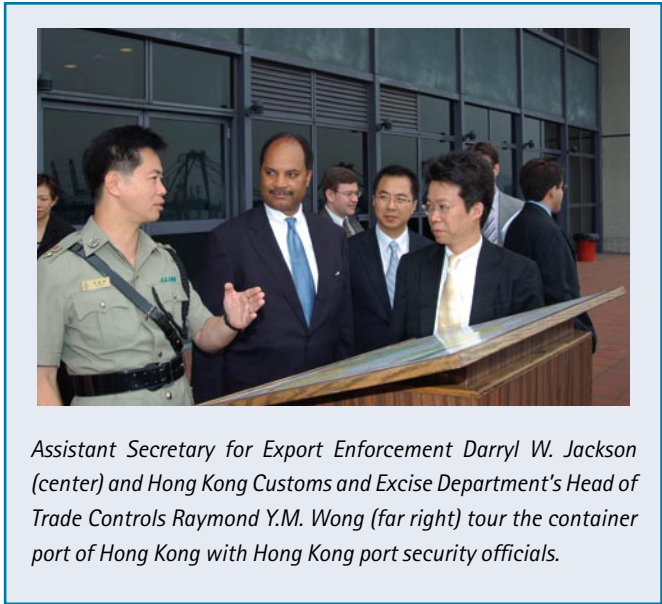 Assistant Secretary for Export Enforcement Darryl W. Jackson
(center) and Hong Kong Customs and Excise Department's Head of
Trade Controls Raymond Y.M. Wong (far right) tour the container
port of Hong Kong with Hong Kong port security officials.